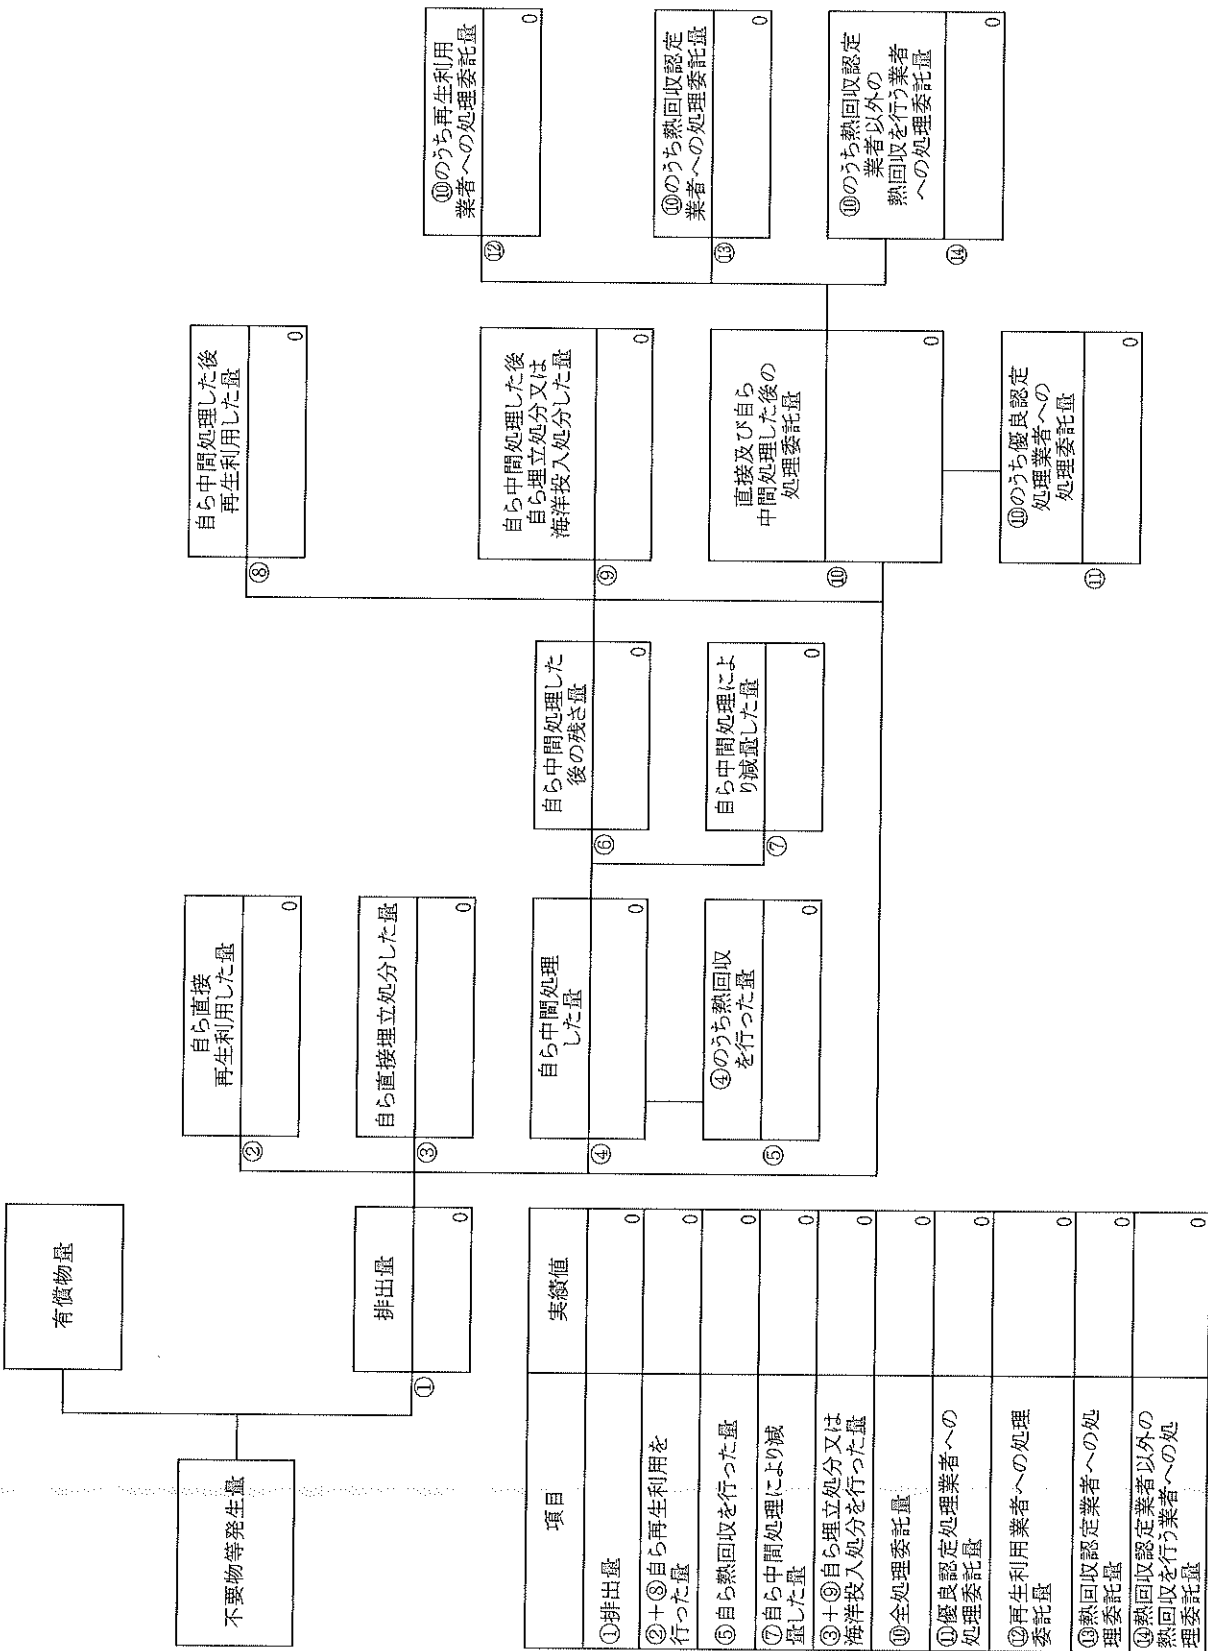 不要物等発生量
有償物量
排出量
①
0
自ら直接
再生利用した量
②
0
自ら直接埋立処分した量
③
0
自ら中間処理
した量
④
0
④のうち熱回収
を行った量
⑤
0
自ら中間処理した
後の残さ量
⑥
0
自ら中間処理によ
り減量した量
⑦
0
自ら中間処理した後
再生利用した量
⑧
0
自ら中間処理した後
自ら埋立処分又は
海洋投入処分した量
⑨
0
直接及び自ら
中間処理した後の
処理委託量
⑩
0
⑩のうち優良認定
処理業者への
処理委託量
⑪
0
⑩のうち再生利用
業者への処理委託量
⑫
0
⑩のうち熱回収認定
業者への処理委託量
⑬
0
⑩のうち熱回収認定
業者以外の
熱回収を行う業者
への処理委託量
⑭
0
項目 実績値
①排出量 0
②+⑧自ら再生利用を
行った量 0
⑤自ら熱回収を行った量 0
⑦自ら中間処理により減
量した量 0
③+⑨自ら埋立処分又は
海洋投入処分を行った量 0
⑩全処理委託量 0
⑪優良認定処理業者への
処理委託量 0
⑫再生利用業者への処理
委託量 0
⑬熱回収認定業者への処
理委託量 0
⑭熱回収認定業者以外の
熱回収を行う業者への処
理委託量 0